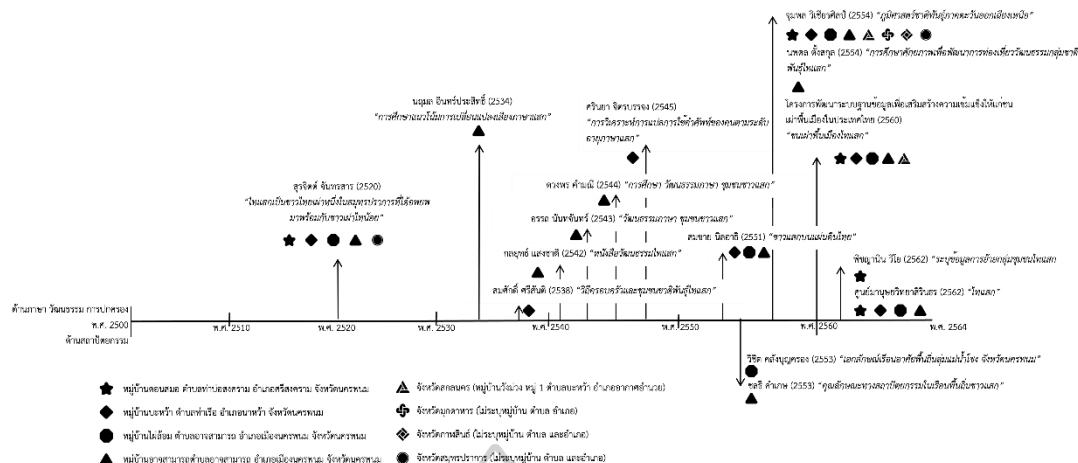 จุมพล วิเชียรศิลป์ (2554) "ภูมิศาสตร์ชาติพันธุ์ภาคตะวันออกเฉียงเหนือ"
นพดล ตั้งสกุล (2554) "การศึกษาศักยภาพเพื่อพัฒนาการท่องเที่ยววัฒนธรรมกลุ่มชาติ
พันธุ์ไทแสก"
นฤมล อินทร์ประสิทธิ์ (2534)
"การศึกษาแนวโน้มการเปลี่ยนแปลงเสียงภาษาแสก"
ศรินยา จิตรบรรจง (2545)
"การวิเคราะห์การแปลการใช้คำศัพท์ของคนตามระดับ
อายุภาษาแสก"
โครงการพัฒนาระบบฐานข้อมูลเพื่อเสริมสร้างความเข้มแข็งให้แก่ชน
เผ่าพื้นเมืองในประเทศไทย (2560)
"ชนเผ่าพื้นเมืองไทแสก"
สุรจิตต์ จันทรสาร (2520)
"ไทแสกเป็นชาวไทยเผ่าหนึ่งในสมุทรปราการที่ได้อพยพ
มาพร้อมกับชาวเผ่าไทน้อย"
ดวงพร คำมณี (2544) "การศึกษา วัฒนธรรมภาษา ชุมชนชาวแสก"
อรรถ นันทจันทร์ (2543) "วัฒนธรรมภาษา ชุมชนชาวแสก"
กลยุทธ์ แสงชาติ (2542) "หนังสือวัฒนธรรมไทแสก"
สมศักดิ์ ศรีสันติ (2538) "วิถีครอบครัวและชุมชนชาติพันธุ์ไทแสก"
สมชาย นิลอาธิ (2551) "ชาวแสกบนแผ่นดินไทย"
พิชญานิน วิโย (2562) "ระบุข้อมูลการย้ายกลุ่มชุมชนไทแสก
ศูนย์มานุษยวิทยาสิรินธร (2562) "ไทแสก"
ด้านภาษา วัฒนธรรม การปกครอง
พ.ศ. 2500
พ.ศ. 2510
พ.ศ. 2520
พ.ศ. 2530
พ.ศ. 2540
พ.ศ. 2550
พ.ศ. 2560
พ.ศ. 2564
ด้านสถาปัตยกรรม
วิชิต คลังบุญครอง (2553) "เอกลักษณ์เรือนอาศัยพื้นถิ่นลุ่มแม่น้ำโขง จังหวัดนครพนม"
ชลธี คำเกษ (2553) "คุณลักษณะทางสถาปัตยกรรมในเรือนพื้นถิ่นชาวแสก"
หมู่บ้านดอนสมอ ตำบลท่าบ่อสงคราม อำเภอศรีสงคราม จังหวัดนครพนม
หมู่บ้านบะหว้า ตำบลท่าเรือ อำเภอนาหว้า จังหวัดนครพนม
หมู่บ้านไผ่ล้อม ตำบลอาจสามารถ อำเภอเมืองนครพนม จังหวัดนครพนม
หมู่บ้านอาจสามารถตำบลอาจสามารถ อำเภอเมืองนครพนม จังหวัดนครพนม
จังหวัดสกลนคร (หมู่บ้านวังม่วง หมู่ 1 ตำบลบะหว้า อำเภออากาศอำนวย)
จังหวัดมุกดาหาร (ไม่ระบุหมู่บ้าน ตำบล อำเภอ)
จังหวัดกาฬสินธุ์ (ไม่ระบุหมู่บ้าน ตำบล และอำเภอ)
จังหวัดสมุทรปราการ (ไม่ระบุหมู่บ้าน ตำบล และอำเภอ)